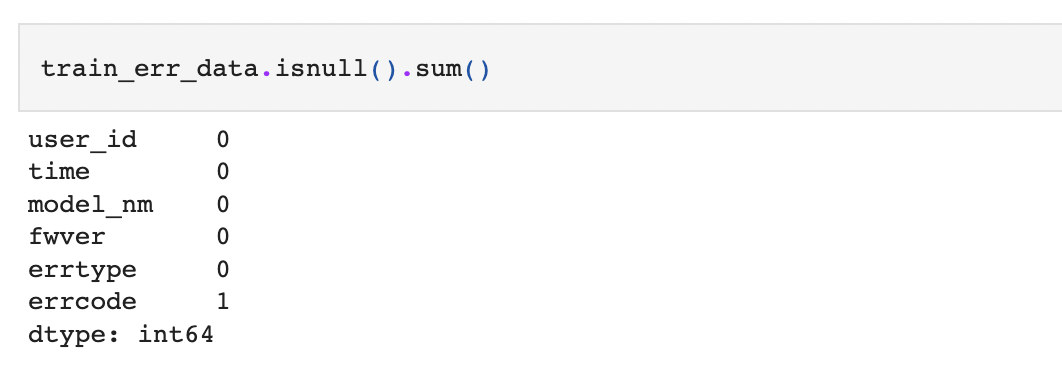 train_err_data.isnull().sum()
user_id 0
time 0
model_nm 0
fwver 0
errtype 0
errcode 1
dtype: int64